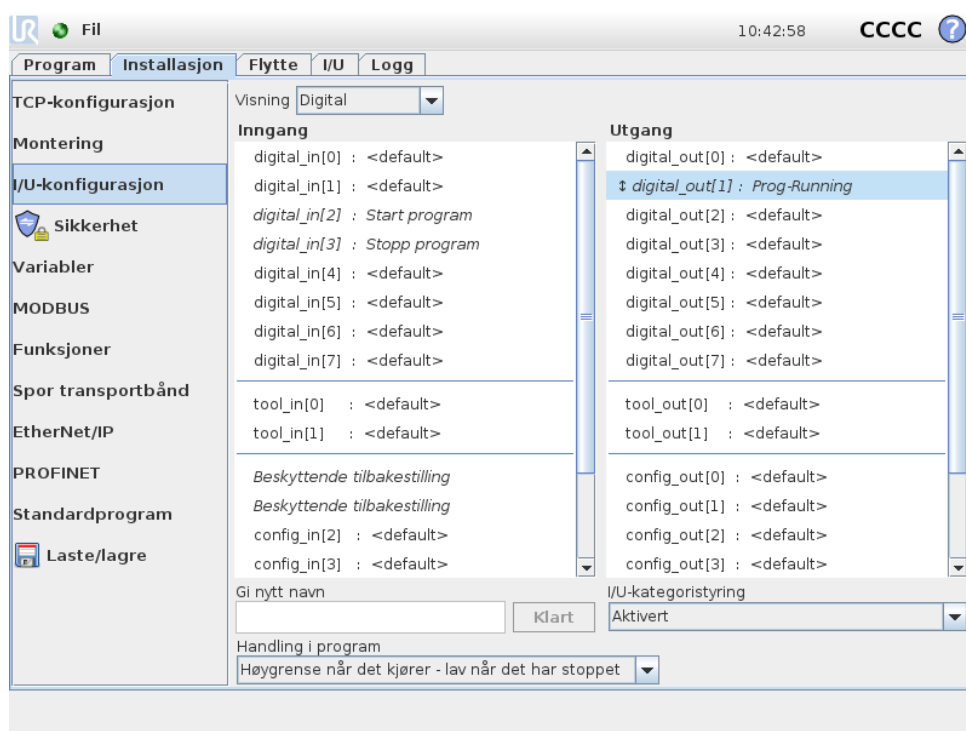 UR Fil 10:42:58 CCCC ?
Program Installasjon Flytte I/U Logg
TCP-konfigurasjon
Montering
I/U-konfigurasjon
Sikkerhet
Variabler
MODBUS
Funksjoner
Spor transportbånd
EtherNet/IP
PROFINET
Standardprogram
Laste/lagre
Visning Digital
Inngang
digital_in[0] : <default>
digital_in[1] : <default>
digital_in[2] : Start program
digital_in[3] : Stopp program
digital_in[4] : <default>
digital_in[5] : <default>
digital_in[6] : <default>
digital_in[7] : <default>
tool_in[0] : <default>
tool_in[1] : <default>
Beskyttende tilbakestilling
Beskyttende tilbakestilling
config_in[2] : <default>
config_in[3] : <default>
Utgang
digital_out[0] : <default>
↕ digital_out[1] : Prog-Running
digital_out[2] : <default>
digital_out[3] : <default>
digital_out[4] : <default>
digital_out[5] : <default>
digital_out[6] : <default>
digital_out[7] : <default>
tool_out[0] : <default>
tool_out[1] : <default>
config_out[0] : <default>
config_out[1] : <default>
config_out[2] : <default>
config_out[3] : <default>
Gi nytt navn
Klart
I/U-kategoristyring
Aktivert
Handling i program
Høygrense når det kjører - lav når det har stoppet